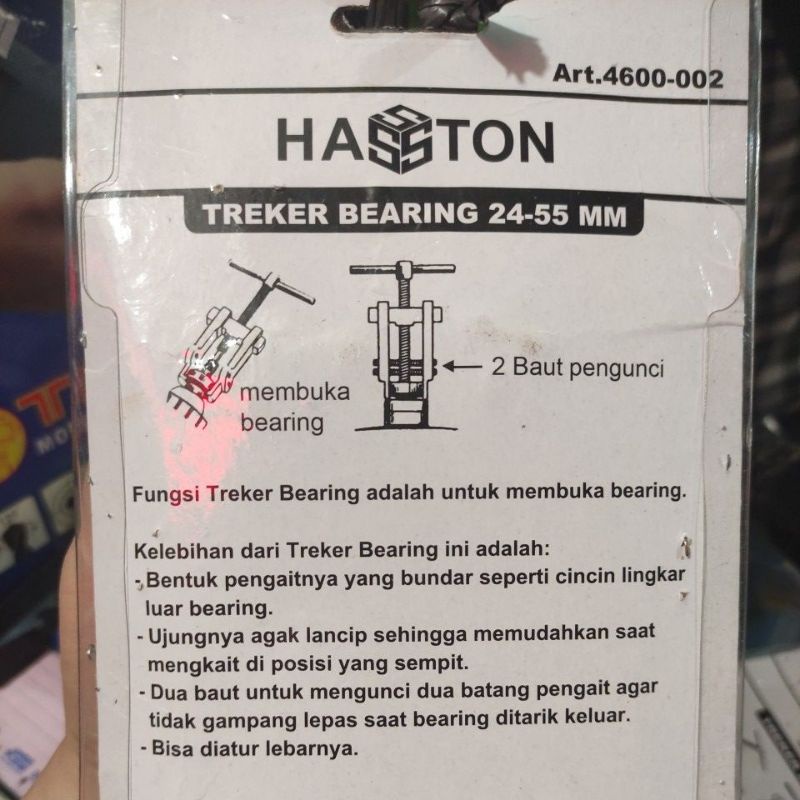 Art.4600-002
HASSTON
TREKER BEARING 24-55 MM
2 Baut pengunci
membuka
bearing
Fungsi Treker Bearing adalah untuk membuka bearing.
Kelebihan dari Treker Bearing ini adalah:
- Bentuk pengaitnya yang bundar seperti cincin lingkar
luar bearing.
- Ujungnya agak lancip sehingga memudahkan saat
mengkait di posisi yang sempit.
- Dua baut untuk mengunci dua batang pengait agar
tidak gampang lepas saat bearing ditarik keluar.
- Bisa diatur lebarnya.